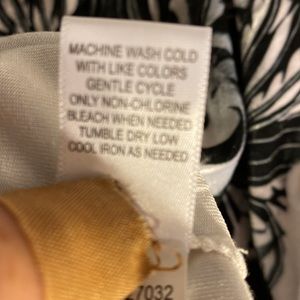 MACHINE WASH COLD
WITH LIKE COLORS
GENTLE CYCLE
ONLY NON-CHLORINE
BLEACH WHEN NEEDED
TUMBLE DRY LOW
COOL IRON AS NEEDED
27032